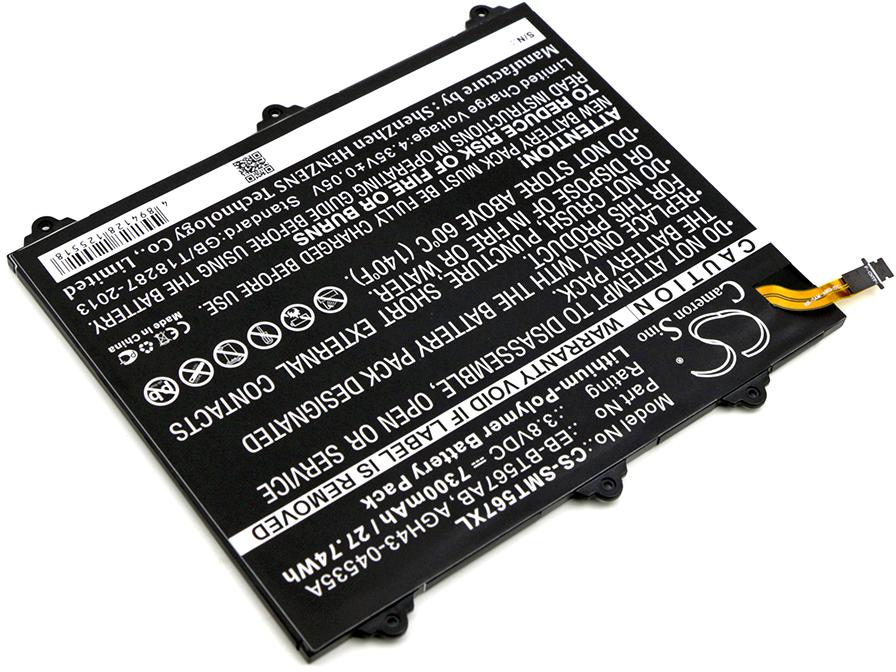 CS
Cameron Sino
Model No.:CS-SMT567XL
Part No :EB-BT567AB, AGH43-04535A
Rating :3.8VDC⎓7300mAh / 27.74Wh
Lithium-Polymer Battery Pack
CAUTION WARRANTY VOID IF LABEL IS REMOVED
*DO NOT ATTEMPT TO DISASSEMBLE, OPEN OR SERVICE
THE BATTERY PACK.
*REPLACE ONLY WITH THE BATTERY PACK DESIGNATED
FOR THIS PRODUCT.
*DO NOT CRUSH, PUNCTURE, SHORT EXTERNAL CONTACTS
OR DISPOSE OF IN FIRE OR WATER.
*DO NOT STORE ABOVE 60°C (140°F).
ATTENTION!
NEW BATTERY PACK MUST BE FULLY CHARGED BEFORE USE.
TO REDUCE RISK OF FIRE OR BURNS
READ INSTRUCTIONS IN OPERATING GUIDE BEFORE USING THE BATTERY.
Limited Charge Voltage:4.35V±0.05V Standard:GB/T18287-2013
Manufacture by:ShenZhen HENZENS Technology Co., Limited
Made in China
S/N:
4 894128 125518